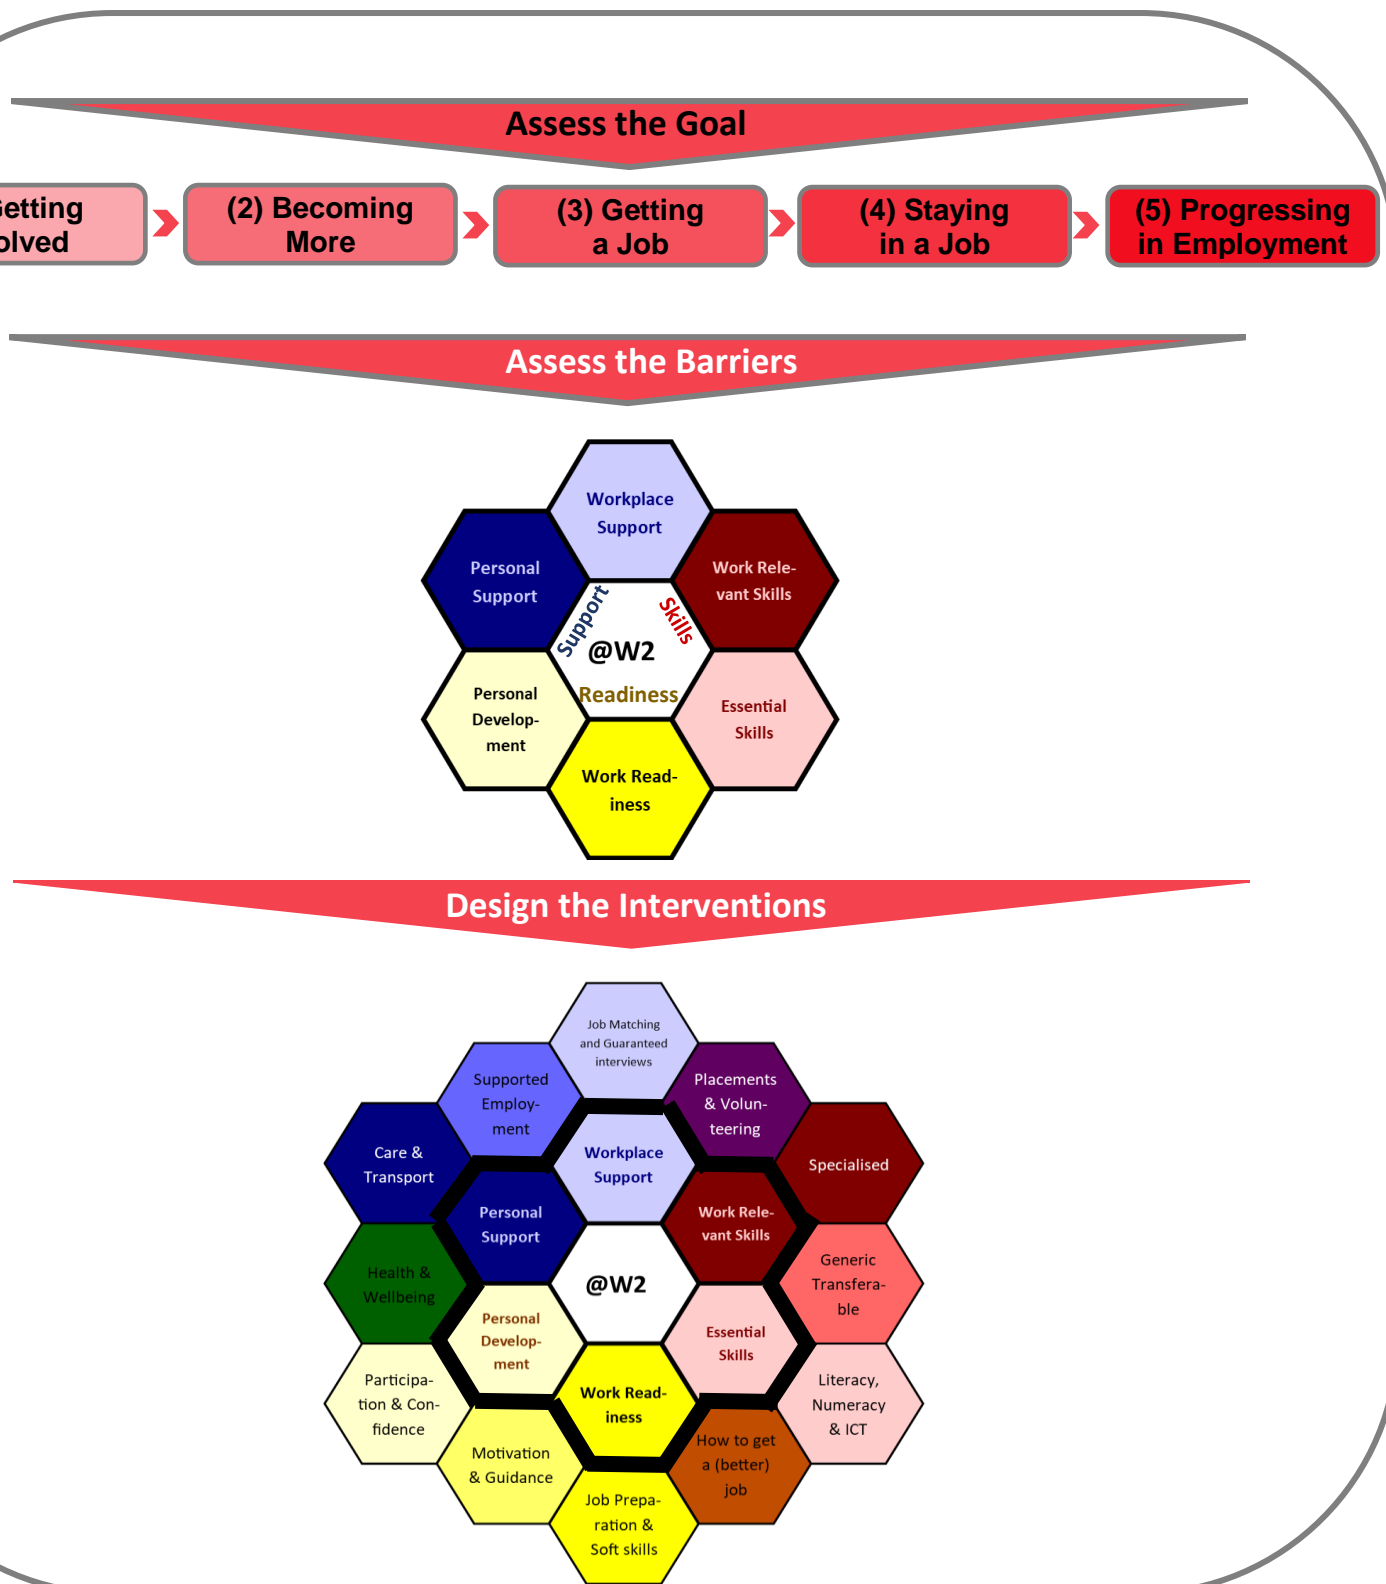 Assess the Goal
etting
olved
(2) Becoming
More
(3) Getting
a Job
(4) Staying
in a Job
(5) Progressing
in Employment
Assess the Barriers
Workplace
Support
Personal
Support
Work Rele-
vant Skills
Support
Skills
@W2
Readiness
Personal
Develop-
ment
Essential
Skills
Work Read-
iness
Design the Interventions
Job Matching
and Guaranteed
interviews
Supported
Employ-
ment
Placements
& Volun-
teering
Care &
Transport
Workplace
Support
Specialised
Personal
Support
Work Rele-
vant Skills
Health &
Wellbeing
@W2
Generic
Transfera-
ble
Personal
Develop-
ment
Essential
Skills
Participa-
tion & Con-
fidence
Work Read-
iness
Literacy,
Numeracy
& ICT
Motivation
& Guidance
How to get
a (better)
job
Job Prepa-
ration &
Soft skills